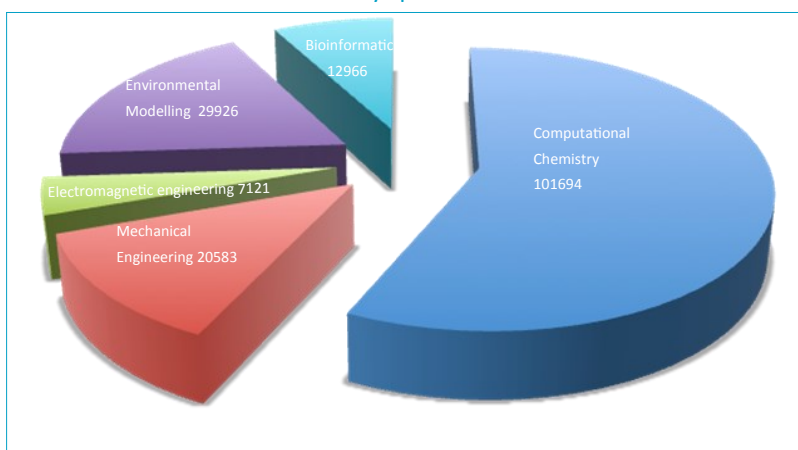 Bioinformatic
12966
Environmental
Modelling 29926
Computational
Chemistry
101694
Electromagnetic engineering 7121
Mechanical
Engineering 20583